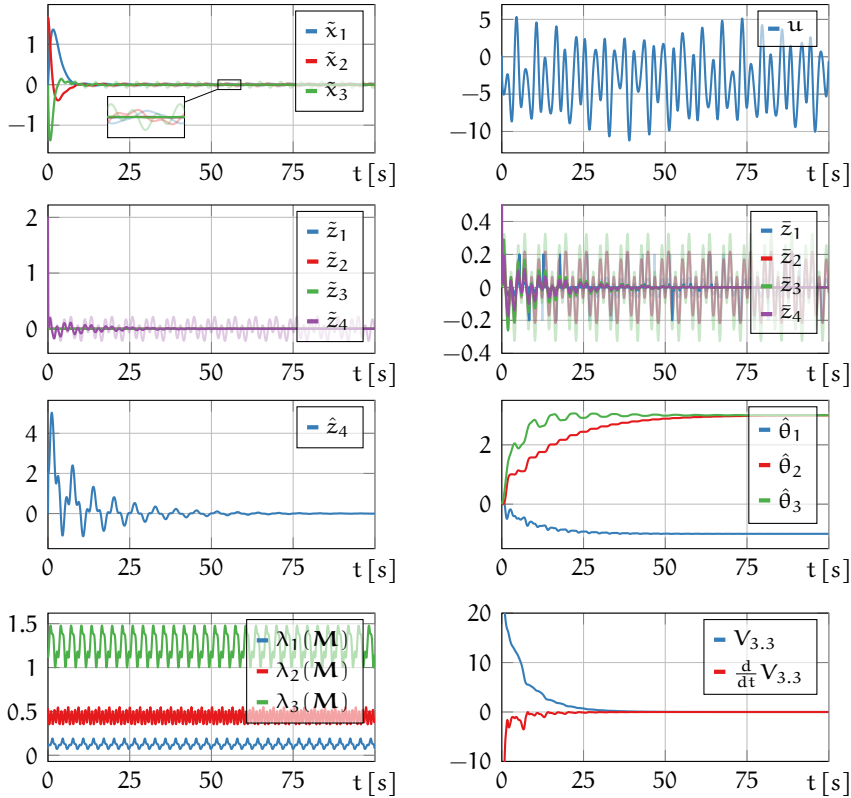 1
0
−1
x̃₁
x̃₂
x̃₃
0 25 50 75 t [s]
5
0
−5
−10
u
0 25 50 75 t [s]
2
1
0
z̃₁
z̃₂
z̃₃
z̃₄
0 25 50 75 t [s]
0.4
0.2
0
−0.2
−0.4
z̄₁
z̄₂
z̄₃
z̄₄
0 25 50 75 t [s]
4
2
0
ẑ₄
0 25 50 75 t [s]
2
0
θ̂₁
θ̂₂
θ̂₃
0 25 50 75 t [s]
1.5
1
0.5
0
λ₁(M)
λ₂(M)
λ₃(M)
0 25 50 75 t [s]
20
10
0
−10
V₃.₃
d/dt V₃.₃
0 25 50 75 t [s]